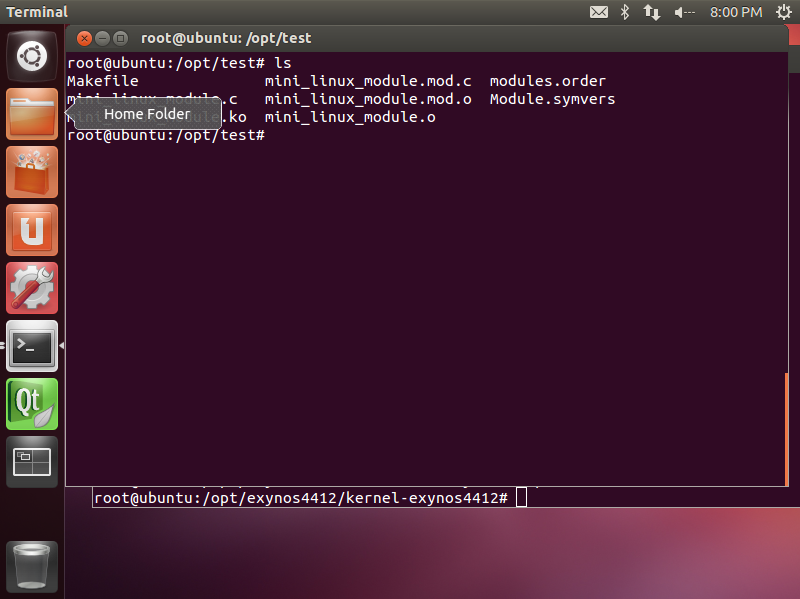 Terminal
8:00 PM
root@ubuntu: /opt/test
root@ubuntu:/opt/test# ls
Makefile mini_linux_module.mod.c modules.order
mini_linux_module.c mini_linux_module.mod.o Module.symvers
Home Folder
.ko mini_linux_module.o
root@ubuntu:/opt/test#
root@ubuntu:/opt/exynos4412/kernel-exynos4412#
Qt